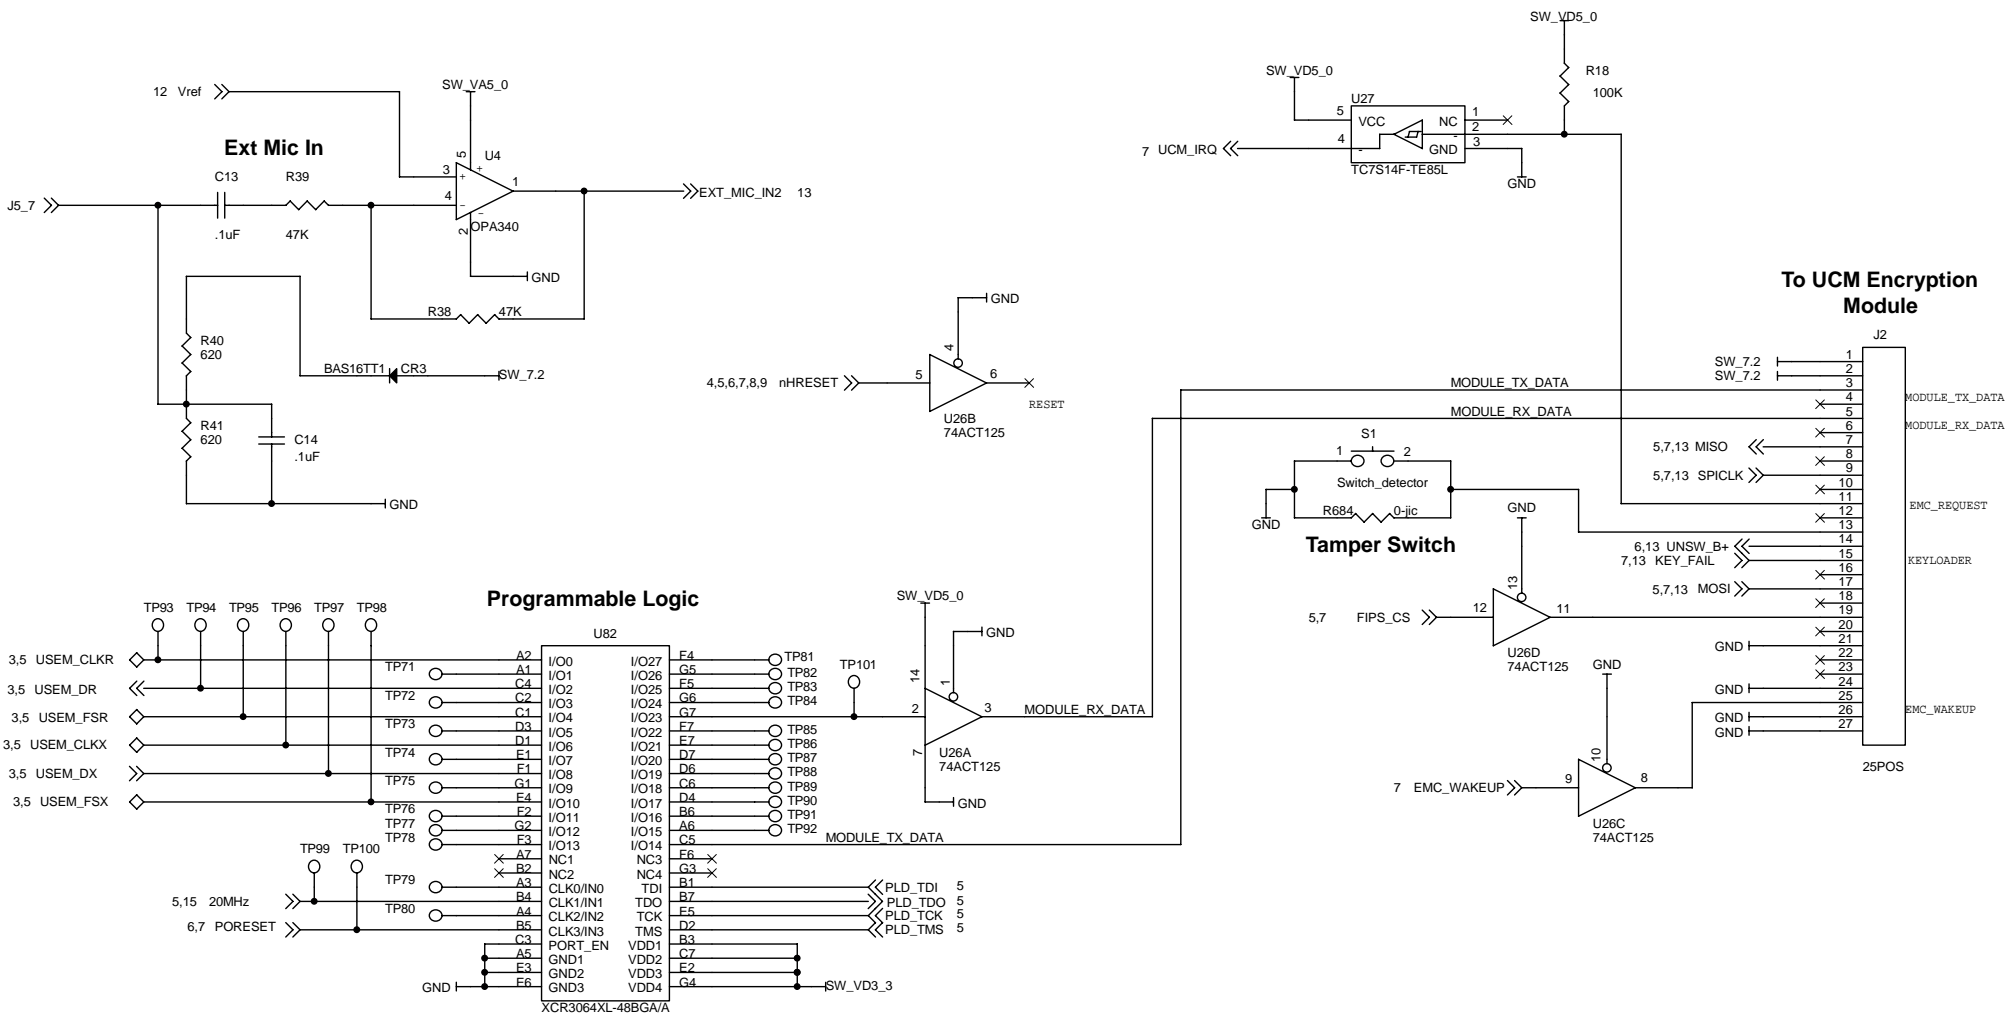 SW_VD5_0
R18
100K
SW_VD5_0
U27
5 VCC NC 1
4 - - 2
GND 3
TC7S14F-TE85L
7 UCM_IRQ
GND
12 Vref
SW_VA5_0
Ext Mic In
5
U4
3 +
+
1
4 –
–
2
OPA340
C13
.1uF
R39
47K
J5_7
EXT_MIC_IN2 13
GND
R38 47K
R40
620
BAS16TT1 CR3
SW_7.2
R41
620
C14
.1uF
GND
GND
4
4,5,6,7,8,9 nHRESET
5
6
RESET
U26B
74ACT125
To UCM Encryption
Module
J2
SW_7.2
SW_7.2
1
2
3
4
5
6
7
8
9
10
11
12
13
14
15
16
17
18
19
20
21
22
23
24
25
26
27
25POS
MODULE_TX_DATA
MODULE_TX_DATA
MODULE_RX_DATA
MODULE_RX_DATA
5,7,13 MISO
5,7,13 SPICLK
EMC_REQUEST
6,13 UNSW_B+
7,13 KEY_FAIL
KEYLOADER
5,7,13 MOSI
GND
GND
EMC_WAKEUP
GND
GND
S1
1 2
Switch_detector
R684 0-jic
GND
Tamper Switch
GND
13
5,7 FIPS_CS
12
11
U26D
74ACT125
GND
10
7 EMC_WAKEUP
9
8
U26C
74ACT125
Programmable Logic
TP93 TP94 TP95 TP96 TP97 TP98
3,5 USEM_CLKR
3,5 USEM_DR
3,5 USEM_FSR
3,5 USEM_CLKX
3,5 USEM_DX
3,5 USEM_FSX
TP71
TP72
TP73
TP74
TP75
TP76
TP77
TP78
TP79
TP80
TP99 TP100
5,15 20MHz
6,7 PORESET
GND
U82
A2 I/O0 I/O27 F4 TP81
A1 I/O1 I/O26 G5 TP82
C4 I/O2 I/O25 F5 TP83
C2 I/O3 I/O24 G6 TP84
C1 I/O4 I/O23 G7
D3 I/O5 I/O22 F7 TP85
D1 I/O6 I/O21 E7 TP86
E1 I/O7 I/O20 D7 TP87
F1 I/O8 I/O19 D6 TP88
G1 I/O9 I/O18 C6 TP89
E4 I/O10 I/O17 D4 TP90
F2 I/O11 I/O16 B6 TP91
G2 I/O12 I/O15 A6 TP92
F3 I/O13 I/O14 C5 MODULE_TX_DATA
A7 NC1 NC3 F6
B2 NC2 NC4 G3
A3 CLK0/IN0 TDI B1 PLD_TDI 5
B4 CLK1/IN1 TDO B7 PLD_TDO 5
A4 CLK2/IN2 TCK E5 PLD_TCK 5
B5 CLK3/IN3 TMS D2 PLD_TMS 5
C3 PORT_EN VDD1 B3
A5 GND1 VDD2 C7
E3 GND2 VDD3 E2
E6 GND3 VDD4 G4 SW_VD3_3
XCR3064XL-48BGA/A
TP101
SW_VD5_0
GND
14
1
2
3
MODULE_RX_DATA
7
U26A
74ACT125
GND